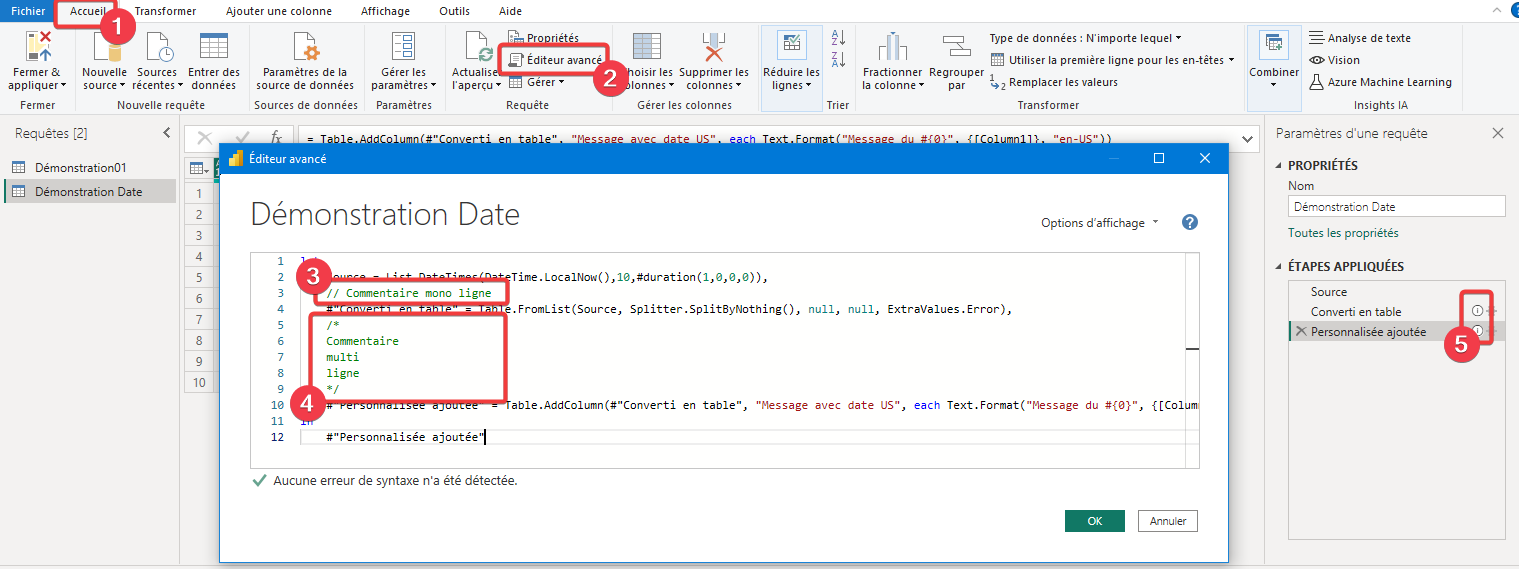 Fichier Accueil Transformer Ajouter une colonne Affichage Outils Aide
1
Fermer &
appliquer
Nouvelle
source
Sources
récentes
Entrer des
données
Paramètres de la
source de données
Gérer les
paramètres
Actualiser
l'aperçu
Propriétés
Éditeur avancé
Gérer
2
Choisir les
colonnes
Supprimer les
colonnes
Réduire les
lignes
Fractionner
la colonne
Regrouper
par
Type de données : N'importe lequel
Utiliser la première ligne pour les en-têtes
Remplacer les valeurs
Combiner
Analyse de texte
Vision
Azure Machine Learning
Fermer Nouvelle requête Sources de données Paramètres Requête Gérer les colonnes Trier Transformer Insights IA
Requêtes [2]
Démonstration01
Démonstration Date
fx
= Table.AddColumn(#"Converti en table", "Message avec date US", each Text.Format("Message du #{0}", {[Column1]}, "en-US"))
1
2
3
4
5
6
7
8
9
10
Éditeur avancé
Démonstration Date
Options d'affichage
?
1
2 Source = List.DateTimes(DateTime.LocalNow(),10,#duration(1,0,0,0)),
3 // Commentaire mono ligne
4 #"Converti en table" = Table.FromList(Source, Splitter.SplitByNothing(), null, null, ExtraValues.Error),
5 /*
6 Commentaire
7 multi
8 ligne
9 */
10 #"Personnalisée ajoutée" = Table.AddColumn(#"Converti en table", "Message avec date US", each Text.Format("Message du #{0}", {[Colum
11 in
12 #"Personnalisée ajoutée"
3
4
Aucune erreur de syntaxe n'a été détectée.
OK Annuler
Paramètres d'une requête
PROPRIÉTÉS
Nom
Démonstration Date
Toutes les propriétés
ÉTAPES APPLIQUÉES
Source
Converti en table
Personnalisée ajoutée
5